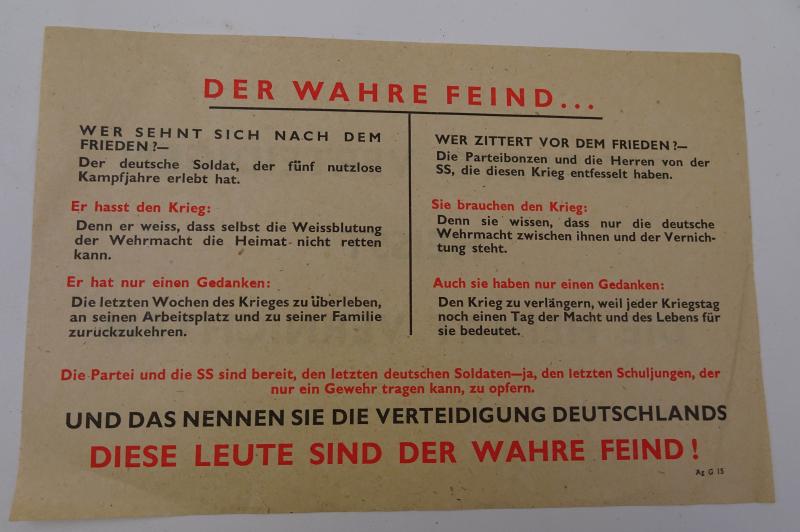 DER WAHRE FEIND...
WER SEHNT SICH NACH DEM
FRIEDEN?—
Der deutsche Soldat, der fünf nutzlose
Kampfjahre erlebt hat.
Er hasst den Krieg:
Denn er weiss, dass selbst die Weissblutung
der Wehrmacht die Heimat nicht retten
kann.
Er hat nur einen Gedanken:
Die letzten Wochen des Krieges zu überleben,
an seinen Arbeitsplatz und zu seiner Familie
zurückzukehren.
WER ZITTERT VOR DEM FRIEDEN?—
Die Parteibonzen und die Herren von der
SS, die diesen Krieg entfesselt haben.
Sie brauchen den Krieg:
Denn sie wissen, dass nur die deutsche
Wehrmacht zwischen ihnen und der Vernich-
tung steht.
Auch sie haben nur einen Gedanken:
Den Krieg zu verlängern, weil jeder Kriegstag
noch einen Tag der Macht und des Lebens für
sie bedeutet.
Die Partei und die SS sind bereit, den letzten deutschen Soldaten—ja, den letzten Schuljungen, der
nur ein Gewehr tragen kann, zu opfern.
UND DAS NENNEN SIE DIE VERTEIDIGUNG DEUTSCHLANDS
DIESE LEUTE SIND DER WAHRE FEIND!
Ag G 15